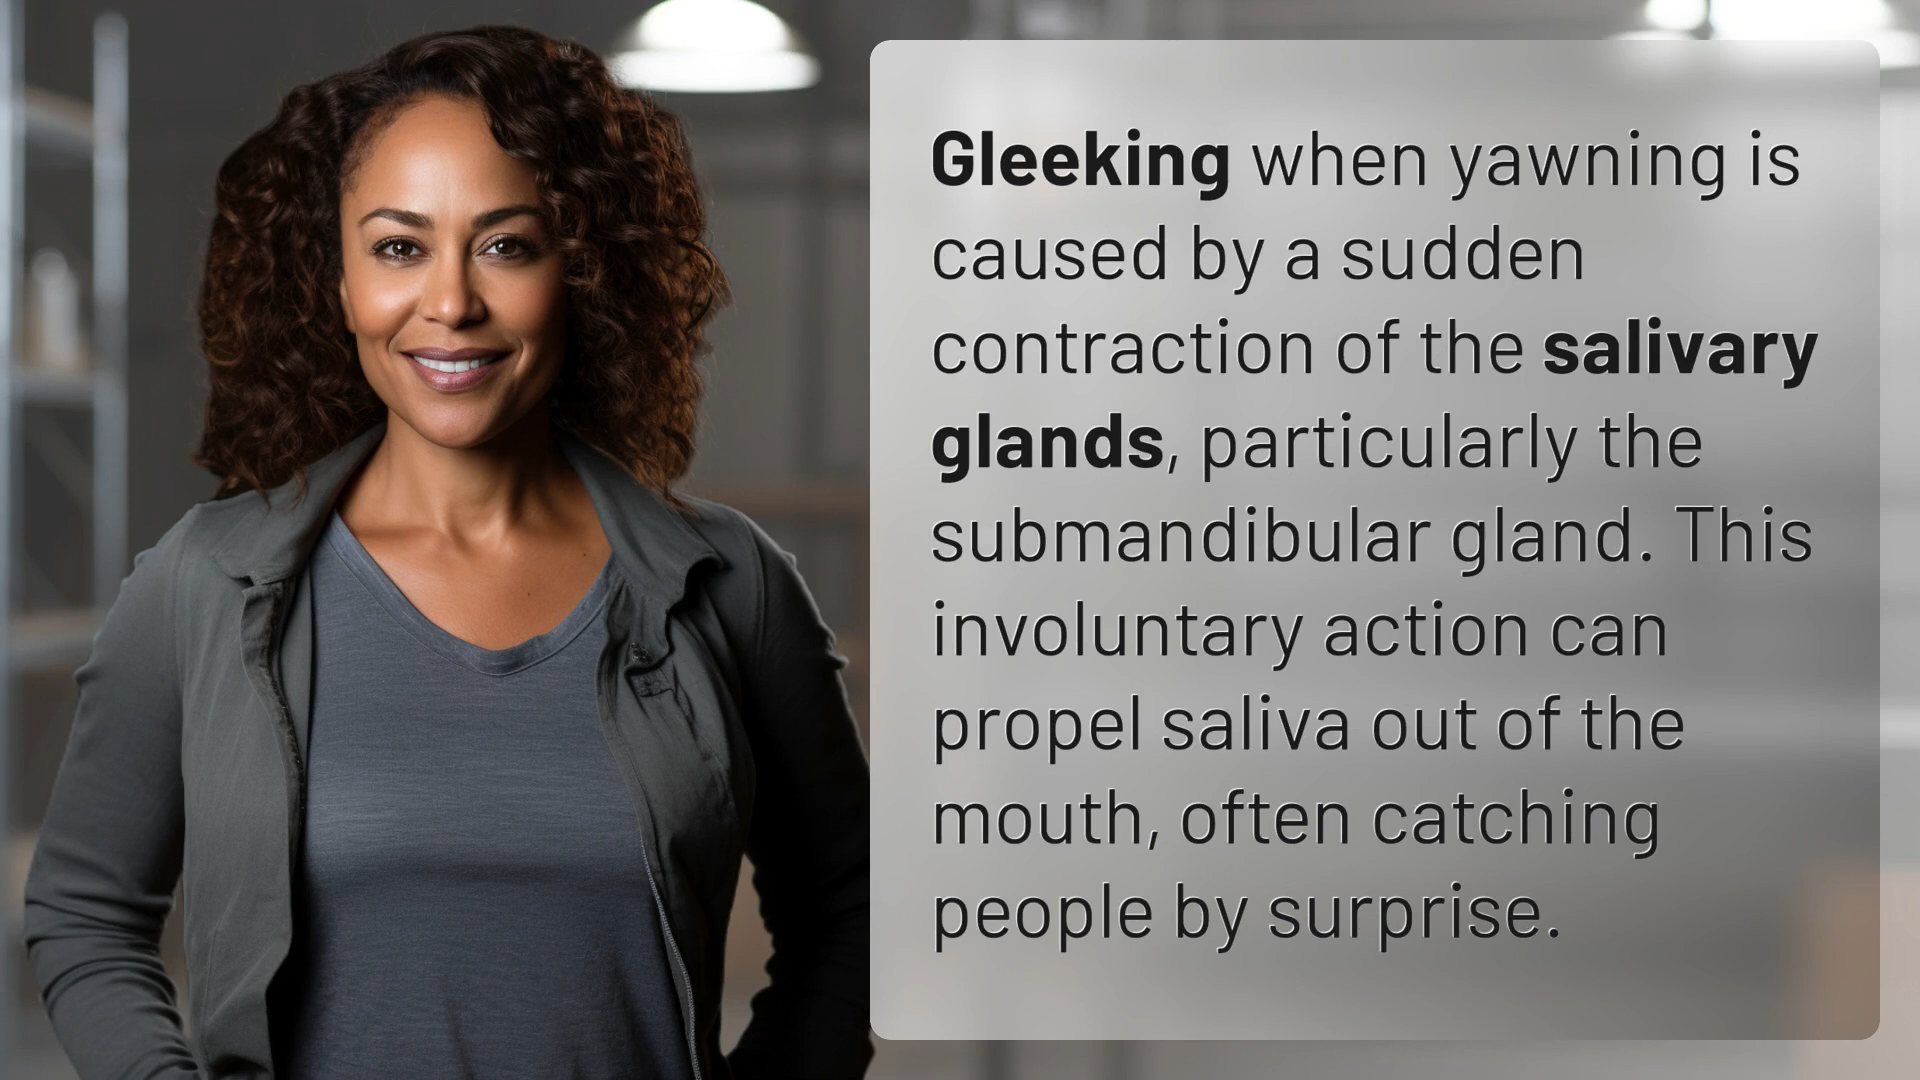 Gleeking when yawning is
caused by a sudden
contraction of the salivary
glands, particularly the
submandibular gland. This
involuntary action can
propel saliva out of the
mouth, often catching
people by surprise.